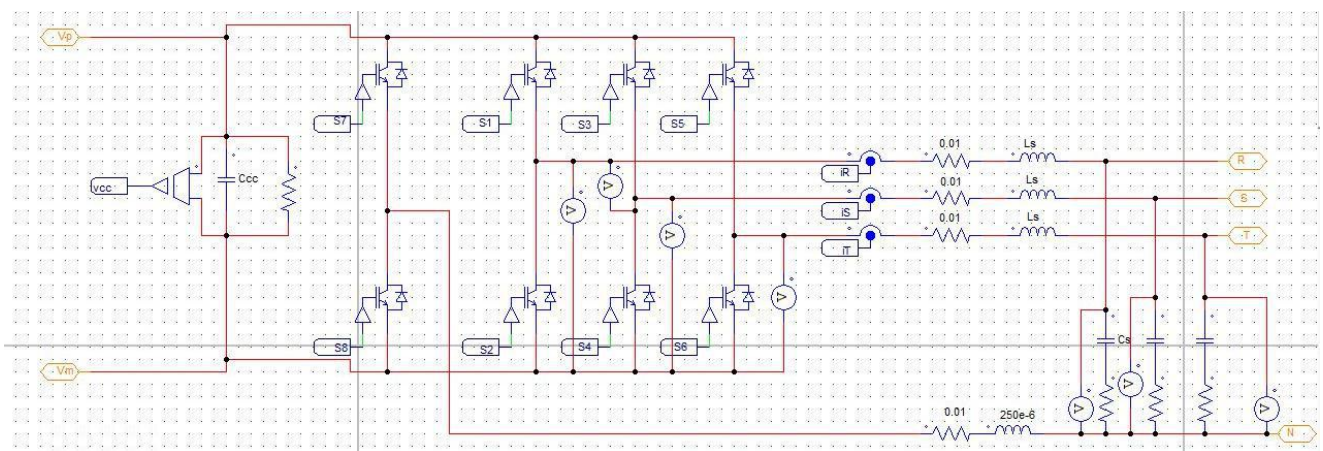 Vp
S7 S1 S3 S5
0.01 Ls
iR R
Ccc
vcc
V V
0.01 Ls
iS S
V V
0.01 Ls
iT T
V
S8 S2 S4 S6
Cs
Vm
V
V V
0.01 250e-6
N